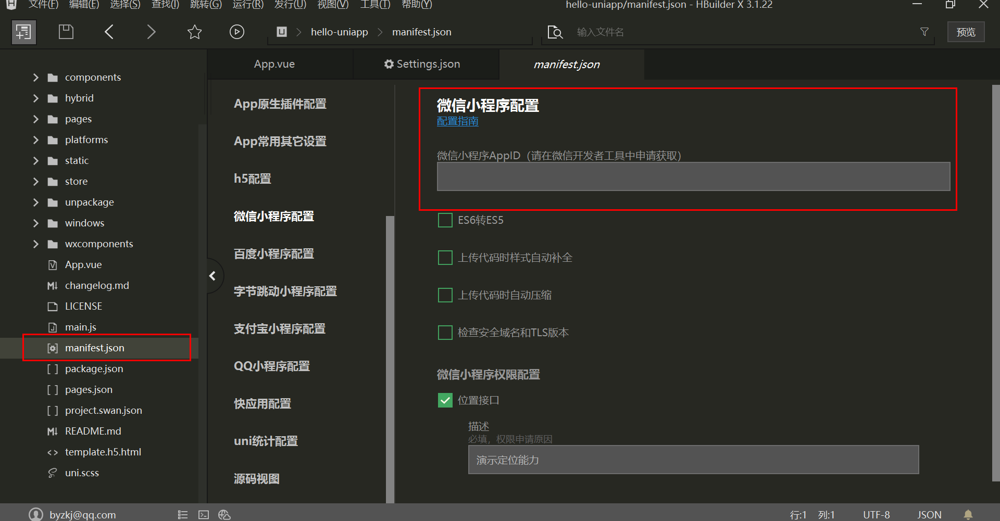 文件(F) 编辑(E) 选择(S) 查找(I) 跳转(G) 运行(R) 发行(U) 视图(V) 工具(T) 帮助(Y) hello-uniapp/manifest.json - HBuilder X 3.1.22
hello-uniapp manifest.json 输入文件名 预览
App.vue Settings.json manifest.json
components
hybrid
pages
platforms
static
store
unpackage
windows
wxcomponents
App.vue
changelog.md
LICENSE
main.js
manifest.json
package.json
pages.json
project.swan.json
README.md
template.h5.html
uni.scss
App原生插件配置
App常用其它设置
h5配置
微信小程序配置
百度小程序配置
字节跳动小程序配置
支付宝小程序配置
QQ小程序配置
快应用配置
uni统计配置
源码视图
微信小程序配置
配置指南
微信小程序AppID（请在微信开发者工具中申请获取）
ES6转ES5
上传代码时样式自动补全
上传代码时自动压缩
检查安全域名和TLS版本
微信小程序权限配置
位置接口
描述
必填，权限申请原因
演示定位能力
byzkj@qq.com 行:1 列:1 UTF-8 JSON